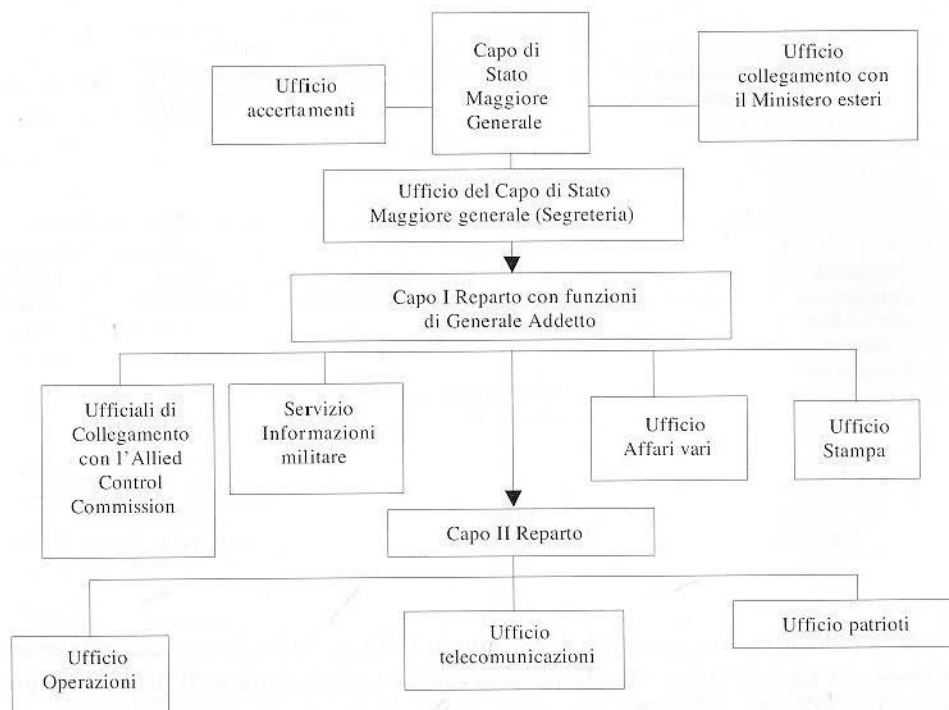 Capo di
Stato
Maggiore
Generale
Ufficio
accertamenti
Ufficio
collegamento con
il Ministero esteri
Ufficio del Capo di Stato
Maggiore generale (Segreteria)
Capo I Reparto con funzioni
di Generale Addetto
Ufficiali di
Collegamento
con l'Allied
Control
Commission
Servizio
Informazioni
militare
Ufficio
Affari vari
Ufficio
Stampa
Capo II Reparto
Ufficio
Operazioni
Ufficio
telecomunicazioni
Ufficio patrioti